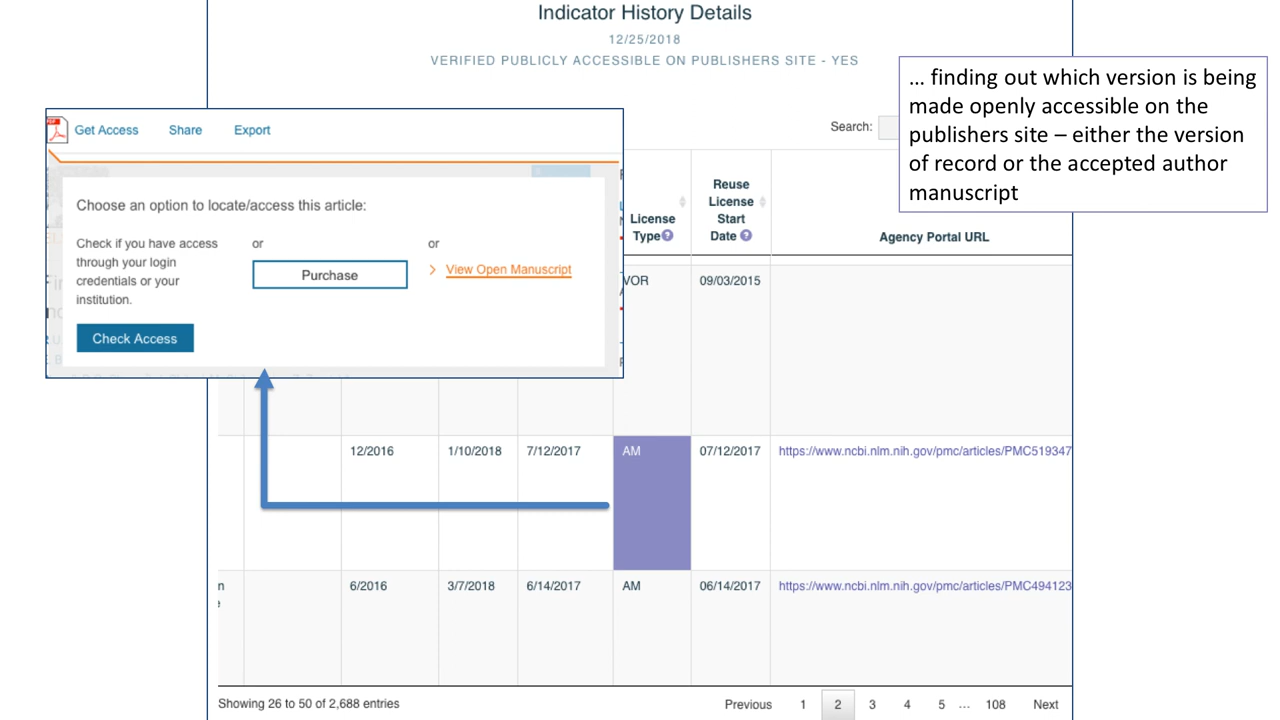 Indicator History Details
12/25/2018
VERIFIED PUBLICLY ACCESSIBLE ON PUBLISHERS SITE - YES
… finding out which version is being
made openly accessible on the
publishers site – either the version
of record or the accepted author
manuscript
Search:
Get Access Share Export
Choose an option to locate/access this article:
Check if you have access
through your login
credentials or your
institution.
Check Access
or
Purchase
or
View Open Manuscript
License
Type
Reuse
License
Start
Date
Agency Portal URL
VOR 09/03/2015
12/2016 1/10/2018 7/12/2017 AM 07/12/2017 https://www.ncbi.nlm.nih.gov/pmc/articles/PMC519347
6/2016 3/7/2018 6/14/2017 AM 06/14/2017 https://www.ncbi.nlm.nih.gov/pmc/articles/PMC494123
Showing 26 to 50 of 2,688 entries
Previous 1 2 3 4 5 … 108 Next